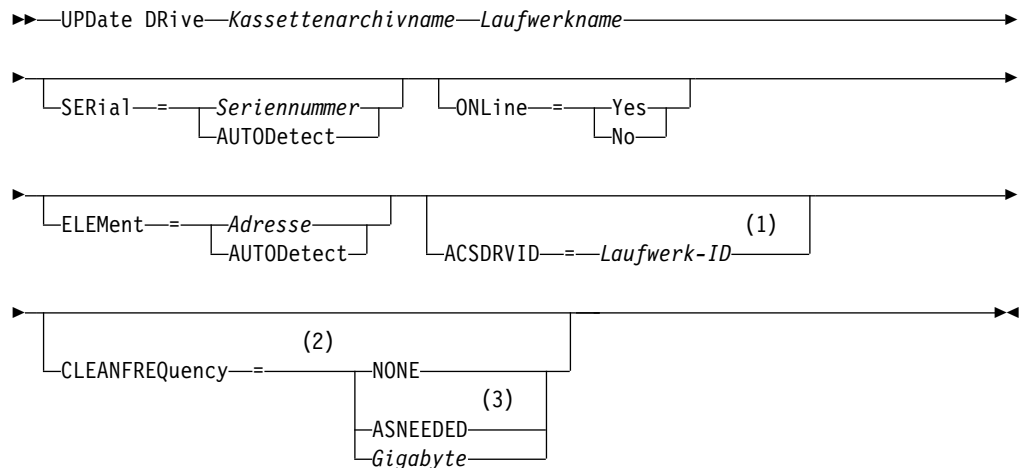 UPDate DRive Kassettenarchivname Laufwerkname
SERial = Seriennummer ONLine = Yes
AUTODetect No
ELEMent = Adresse (1)
AUTODetect ACSDRVID = Laufwerk-ID
(2)
CLEANFREQuency = NONE
(3)
ASNEEDED
Gigabyte